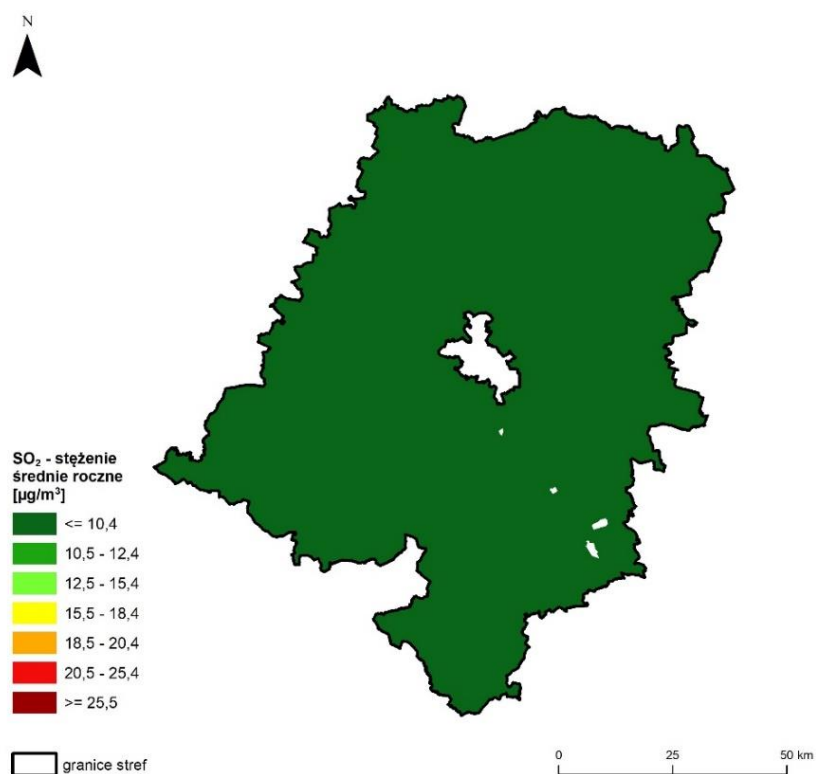 N
SO₂ - stężenie
średnie roczne
[µg/m³]
<= 10,4
10,5 - 12,4
12,5 - 15,4
15,5 - 18,4
18,5 - 20,4
20,5 - 25,4
>= 25,5
granice stref
0 25 50 km